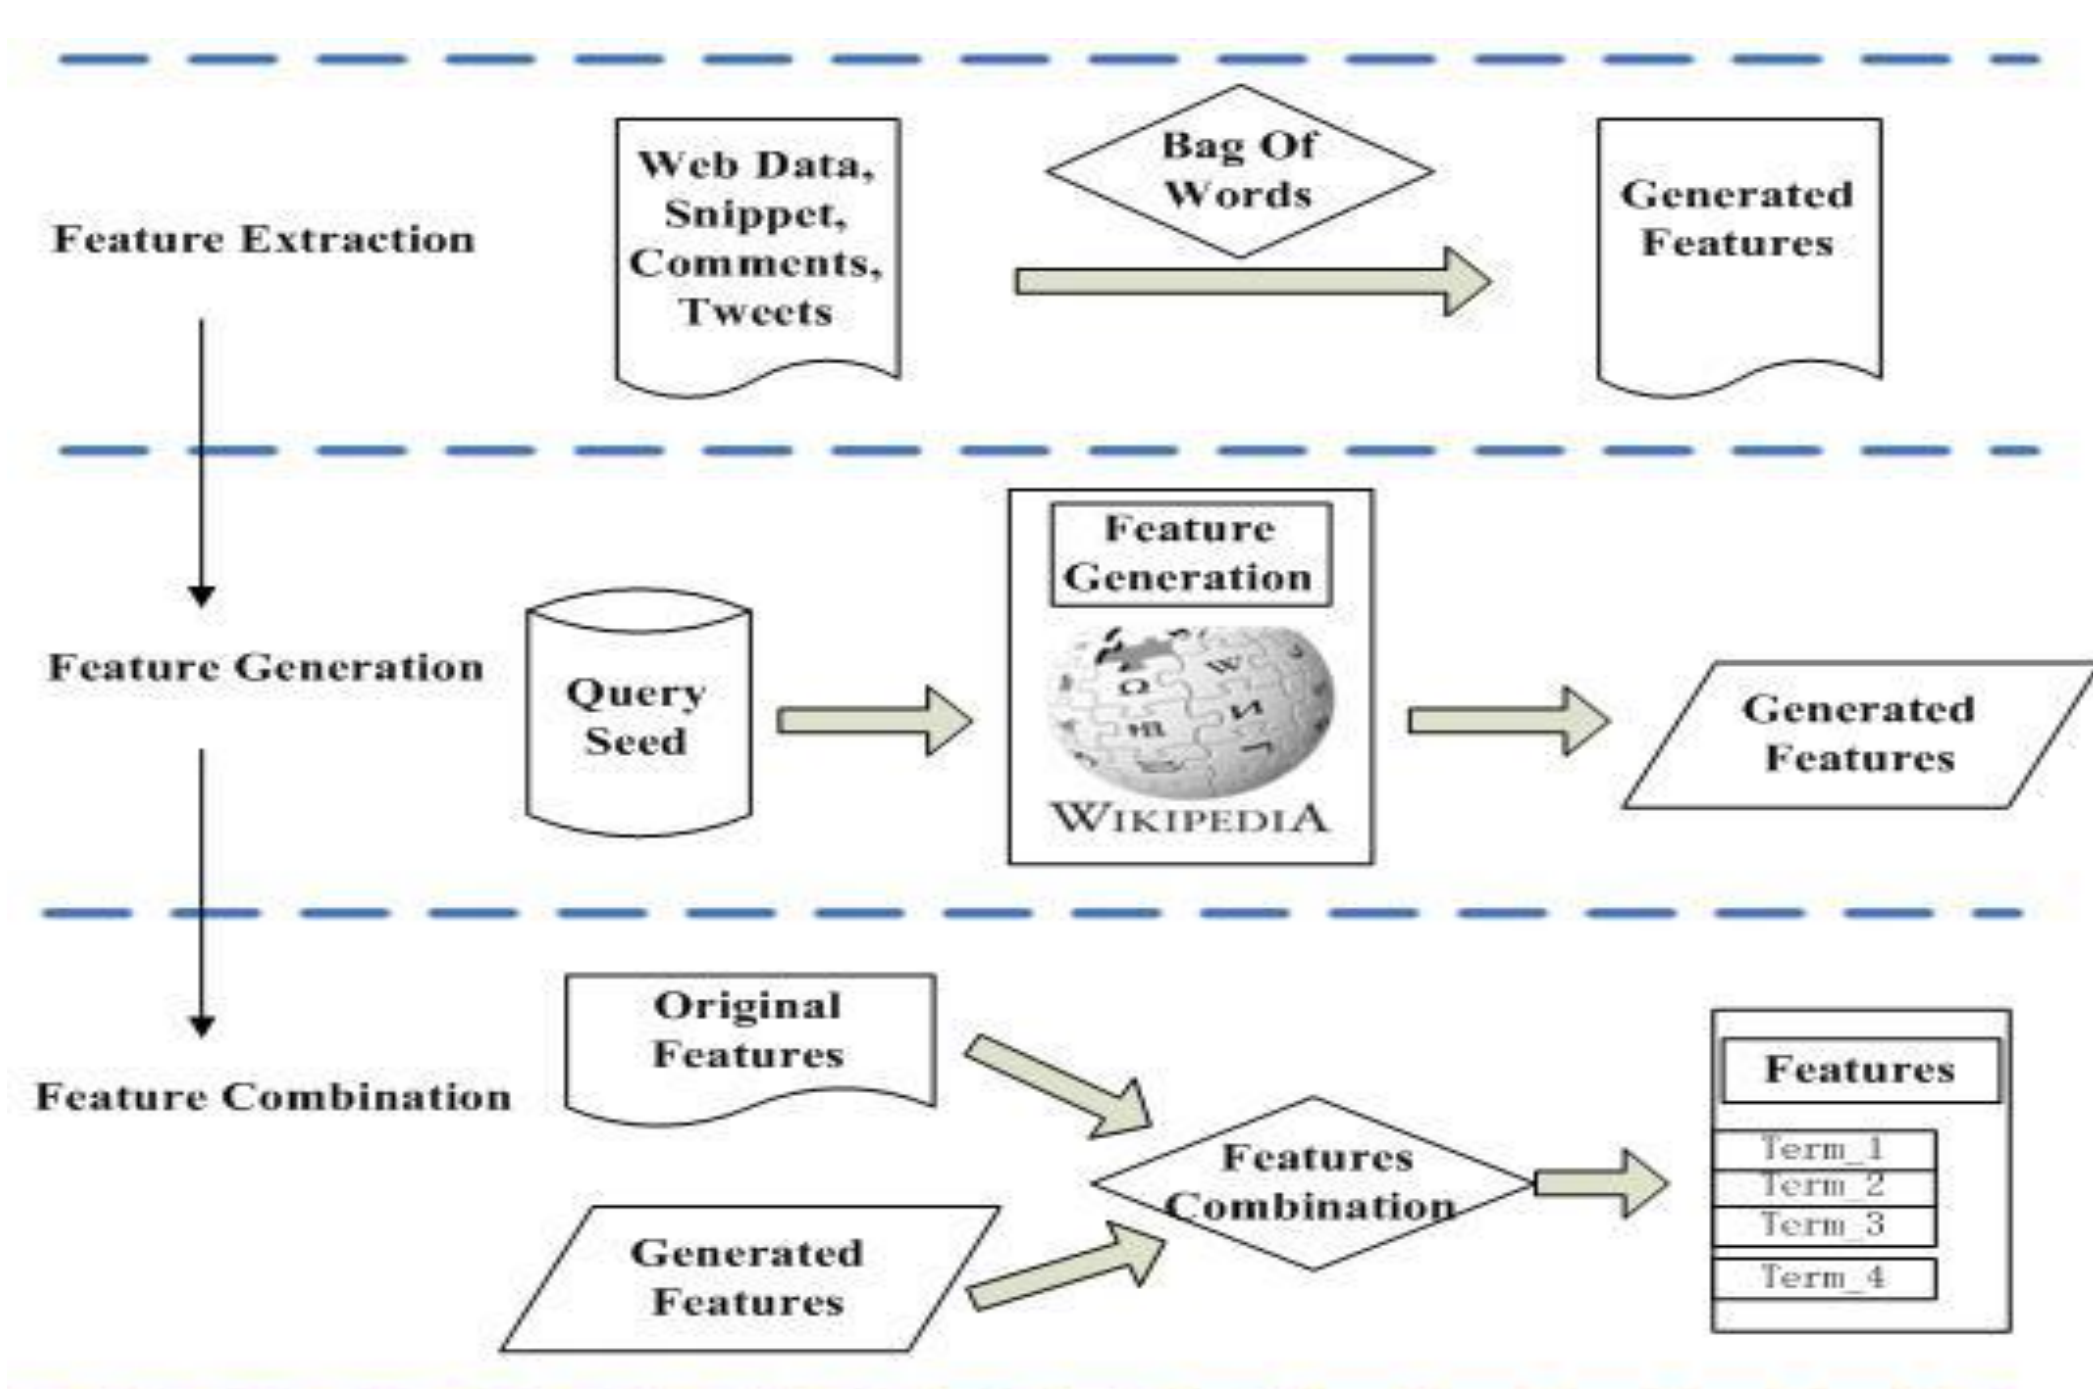 Feature Extraction
Web Data,
Snippet,
Comments,
Tweets
Bag Of
Words
Generated
Features
Feature Generation
Query
Seed
Feature
Generation
WIKIPEDIA
Generated
Features
Feature Combination
Original
Features
Generated
Features
Features
Combination
Features
Term_1
Term_2
Term_3
Term_4